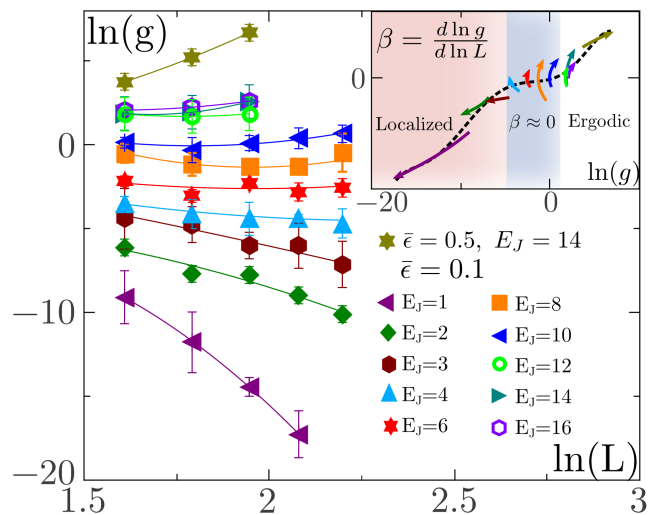 ln(g)
0
−10
−20
1.5
2
2.5
3
ln(L)
β = d ln g / d ln L
0
Localized
β ≈ 0
Ergodic
ln(g)
−20
0
ε̄ = 0.5, E_J = 14
ε̄ = 0.1
E_J=1
E_J=2
E_J=3
E_J=4
E_J=6
E_J=8
E_J=10
E_J=12
E_J=14
E_J=16